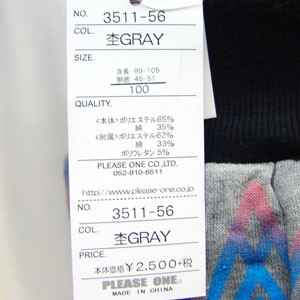 NO. 3511-56
COL. 杢GRAY
SIZE.
身長 95-105
胴囲 45-51
100
QUALITY.
<本体>ポリエステル65%
綿 35%
<附属>ポリエステル62%
綿 33%
ポリウレタン 5%
PLEASE ONE CO,.LTD.
052-910-8511
http://www.please-one.co.jp
NO. 3511-56
COL. 杢GRAY
PRICE.
本体価格 ¥2,500+税
PLEASE ONE.
MADE IN CHINA